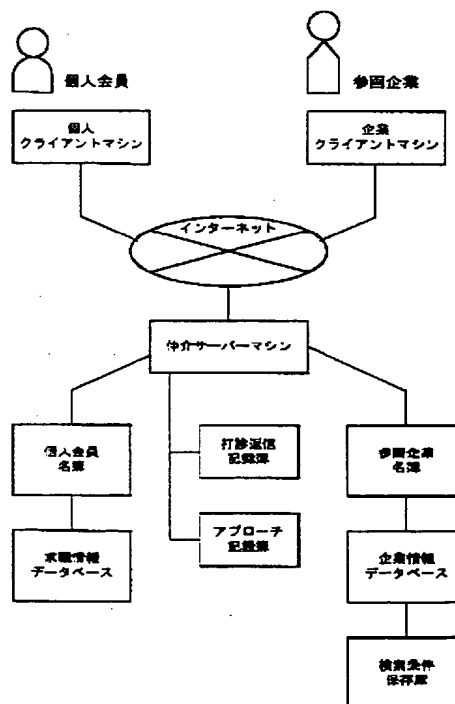 個人会員
参画企業
個人
クライアントマシン
企業
クライアントマシン
インターネット
仲介サーバーマシン
個人会員
名簿
打診返信
記録簿
参画企業
名簿
アプローチ
記録簿
求職情報
データベース
企業情報
データベース
検索条件
保存庫